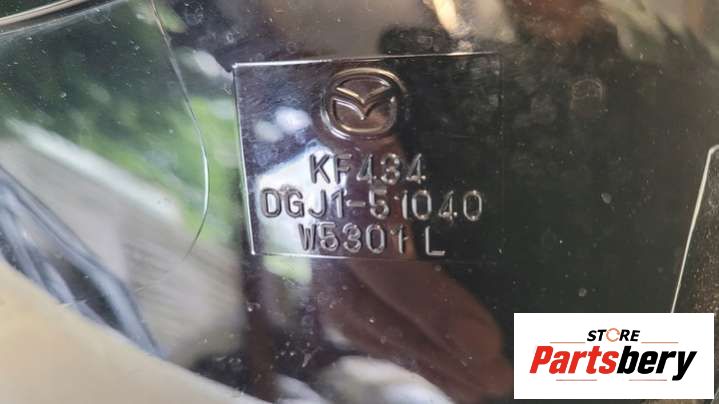 KF434
DGJ1-51040
W5301 L
STORE
Partsbery